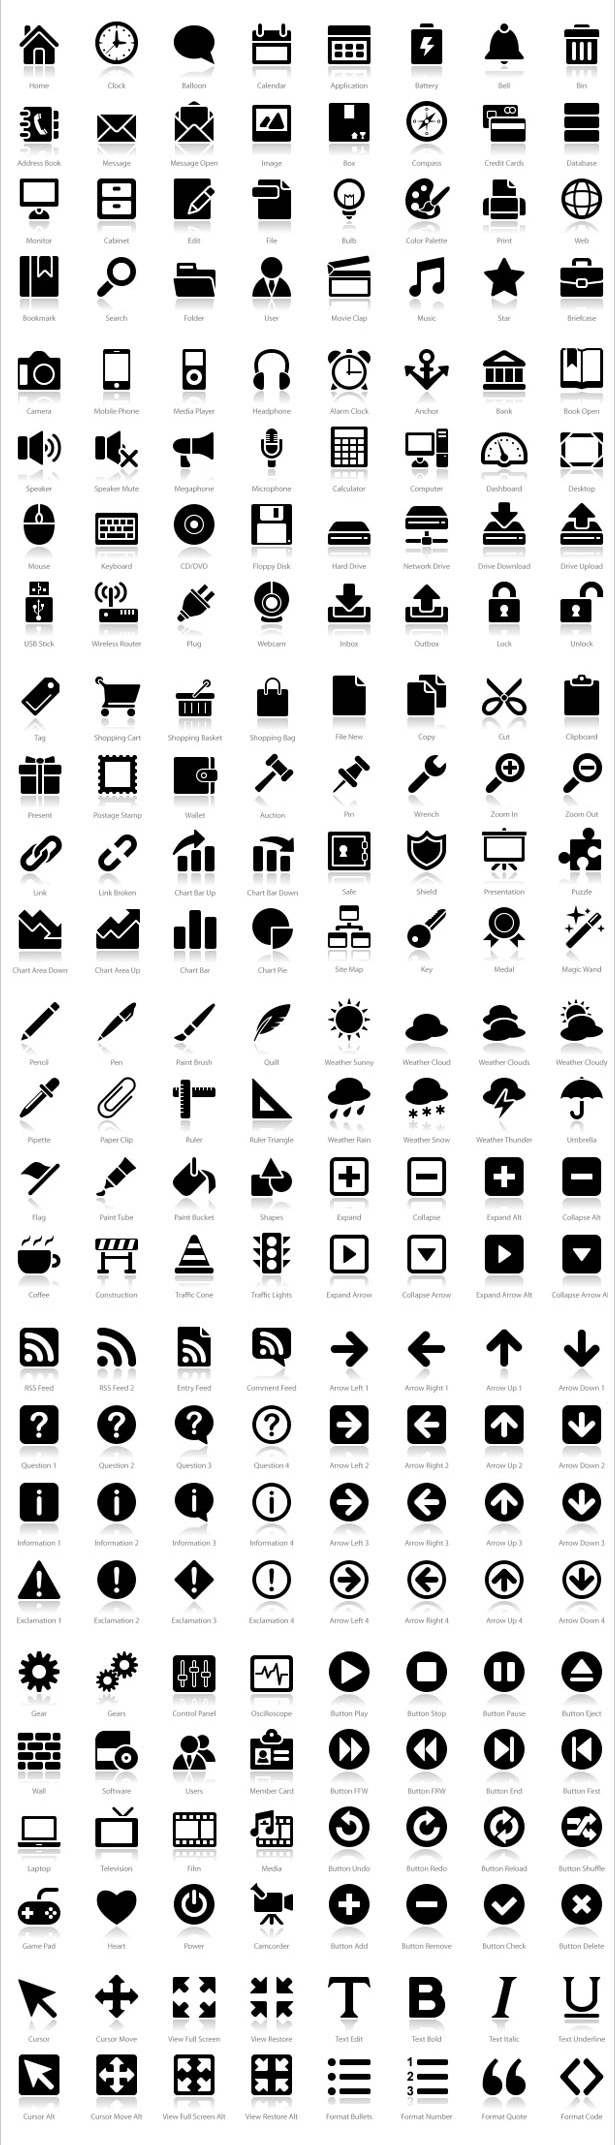 Home Clock Balloon Calendar Application Battery Bell Bin
Address Book Message Message Open Image Box Compass Credit Cards Database
Monitor Cabinet Edit File Bulb Color Palette Print Web
Bookmark Search Folder User Movie Clap Music Star Briefcase
Camera Mobile Phone Media Player Headphone Alarm Clock Anchor Bank Book Open
Speaker Speaker Mute Megaphone Microphone Calculator Computer Dashboard Desktop
Mouse Keyboard CD/DVD Floppy Disk Hard Drive Network Drive Drive Download Drive Upload
USB Stick Wireless Router Plug Webcam Inbox Outbox Lock Unlock
Tag Shopping Cart Shopping Basket Shopping Bag File New Copy Cut Clipboard
Present Postage Stamp Wallet Auction Pin Wrench Zoom In Zoom Out
Link Link Broken Chart Bar Up Chart Bar Down Safe Shield Presentation Puzzle
Chart Area Down Chart Area Up Chart Bar Chart Pie Site Map Key Medal Magic Wand
Pencil Pen Paint Brush Quill Weather Sunny Weather Cloud Weather Clouds Weather Cloudy
Pipette Paper Clip Ruler Ruler Triangle Weather Rain Weather Snow Weather Thunder Umbrella
Flag Paint Tube Paint Bucket Shapes Expand Collapse Expand Alt Collapse Alt
Coffee Construction Traffic Cone Traffic Lights Expand Arrow Collapse Arrow Expand Arrow Alt Collapse Arrow Al
RSS Feed RSS Feed 2 Entry Feed Comment Feed Arrow Left 1 Arrow Right 1 Arrow Up 1 Arrow Down 1
? ? ? ?
Question 1 Question 2 Question 3 Question 4 Arrow Left 2 Arrow Right 2 Arrow Up 2 Arrow Down 2
i i i i
Information 1 Information 2 Information 3 Information 4 Arrow Left 3 Arrow Right 3 Arrow Up 3 Arrow Down 3
! ! ! !
Exclamation 1 Exclamation 2 Exclamation 3 Exclamation 4 Arrow Left 4 Arrow Right 4 Arrow Up 4 Arrow Down 4
Gear Gears Control Panel Oscilloscope Button Play Button Stop Button Pause Button Eject
Wall Software Users Member Card Button FFW Button FRW Button End Button First
Laptop Television Film Media Button Undo Button Redo Button Reload Button Shuffle
Game Pad Heart Power Camcorder Button Add Button Remove Button Check Button Delete
T B I U
Cursor Cursor Move View Full Screen View Restore Text Edit Text Bold Text Italic Text Underline
1
2
3
“ <>
Cursor Alt Cursor Move Alt View Full Screen Alt View Restore Alt Format Bullets Format Number Format Quote Format Code